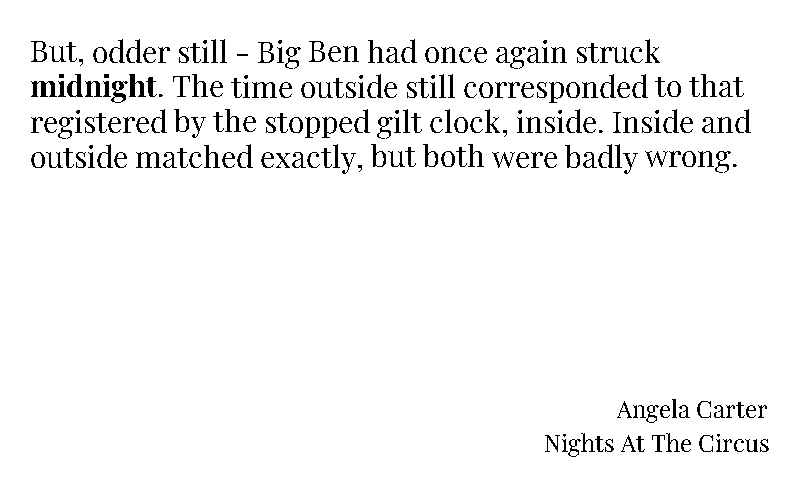 But, odder still - Big Ben had once again struck
midnight. The time outside still corresponded to that
registered by the stopped gilt clock, inside. Inside and
outside matched exactly, but both were badly wrong.
Angela Carter
Nights At The Circus